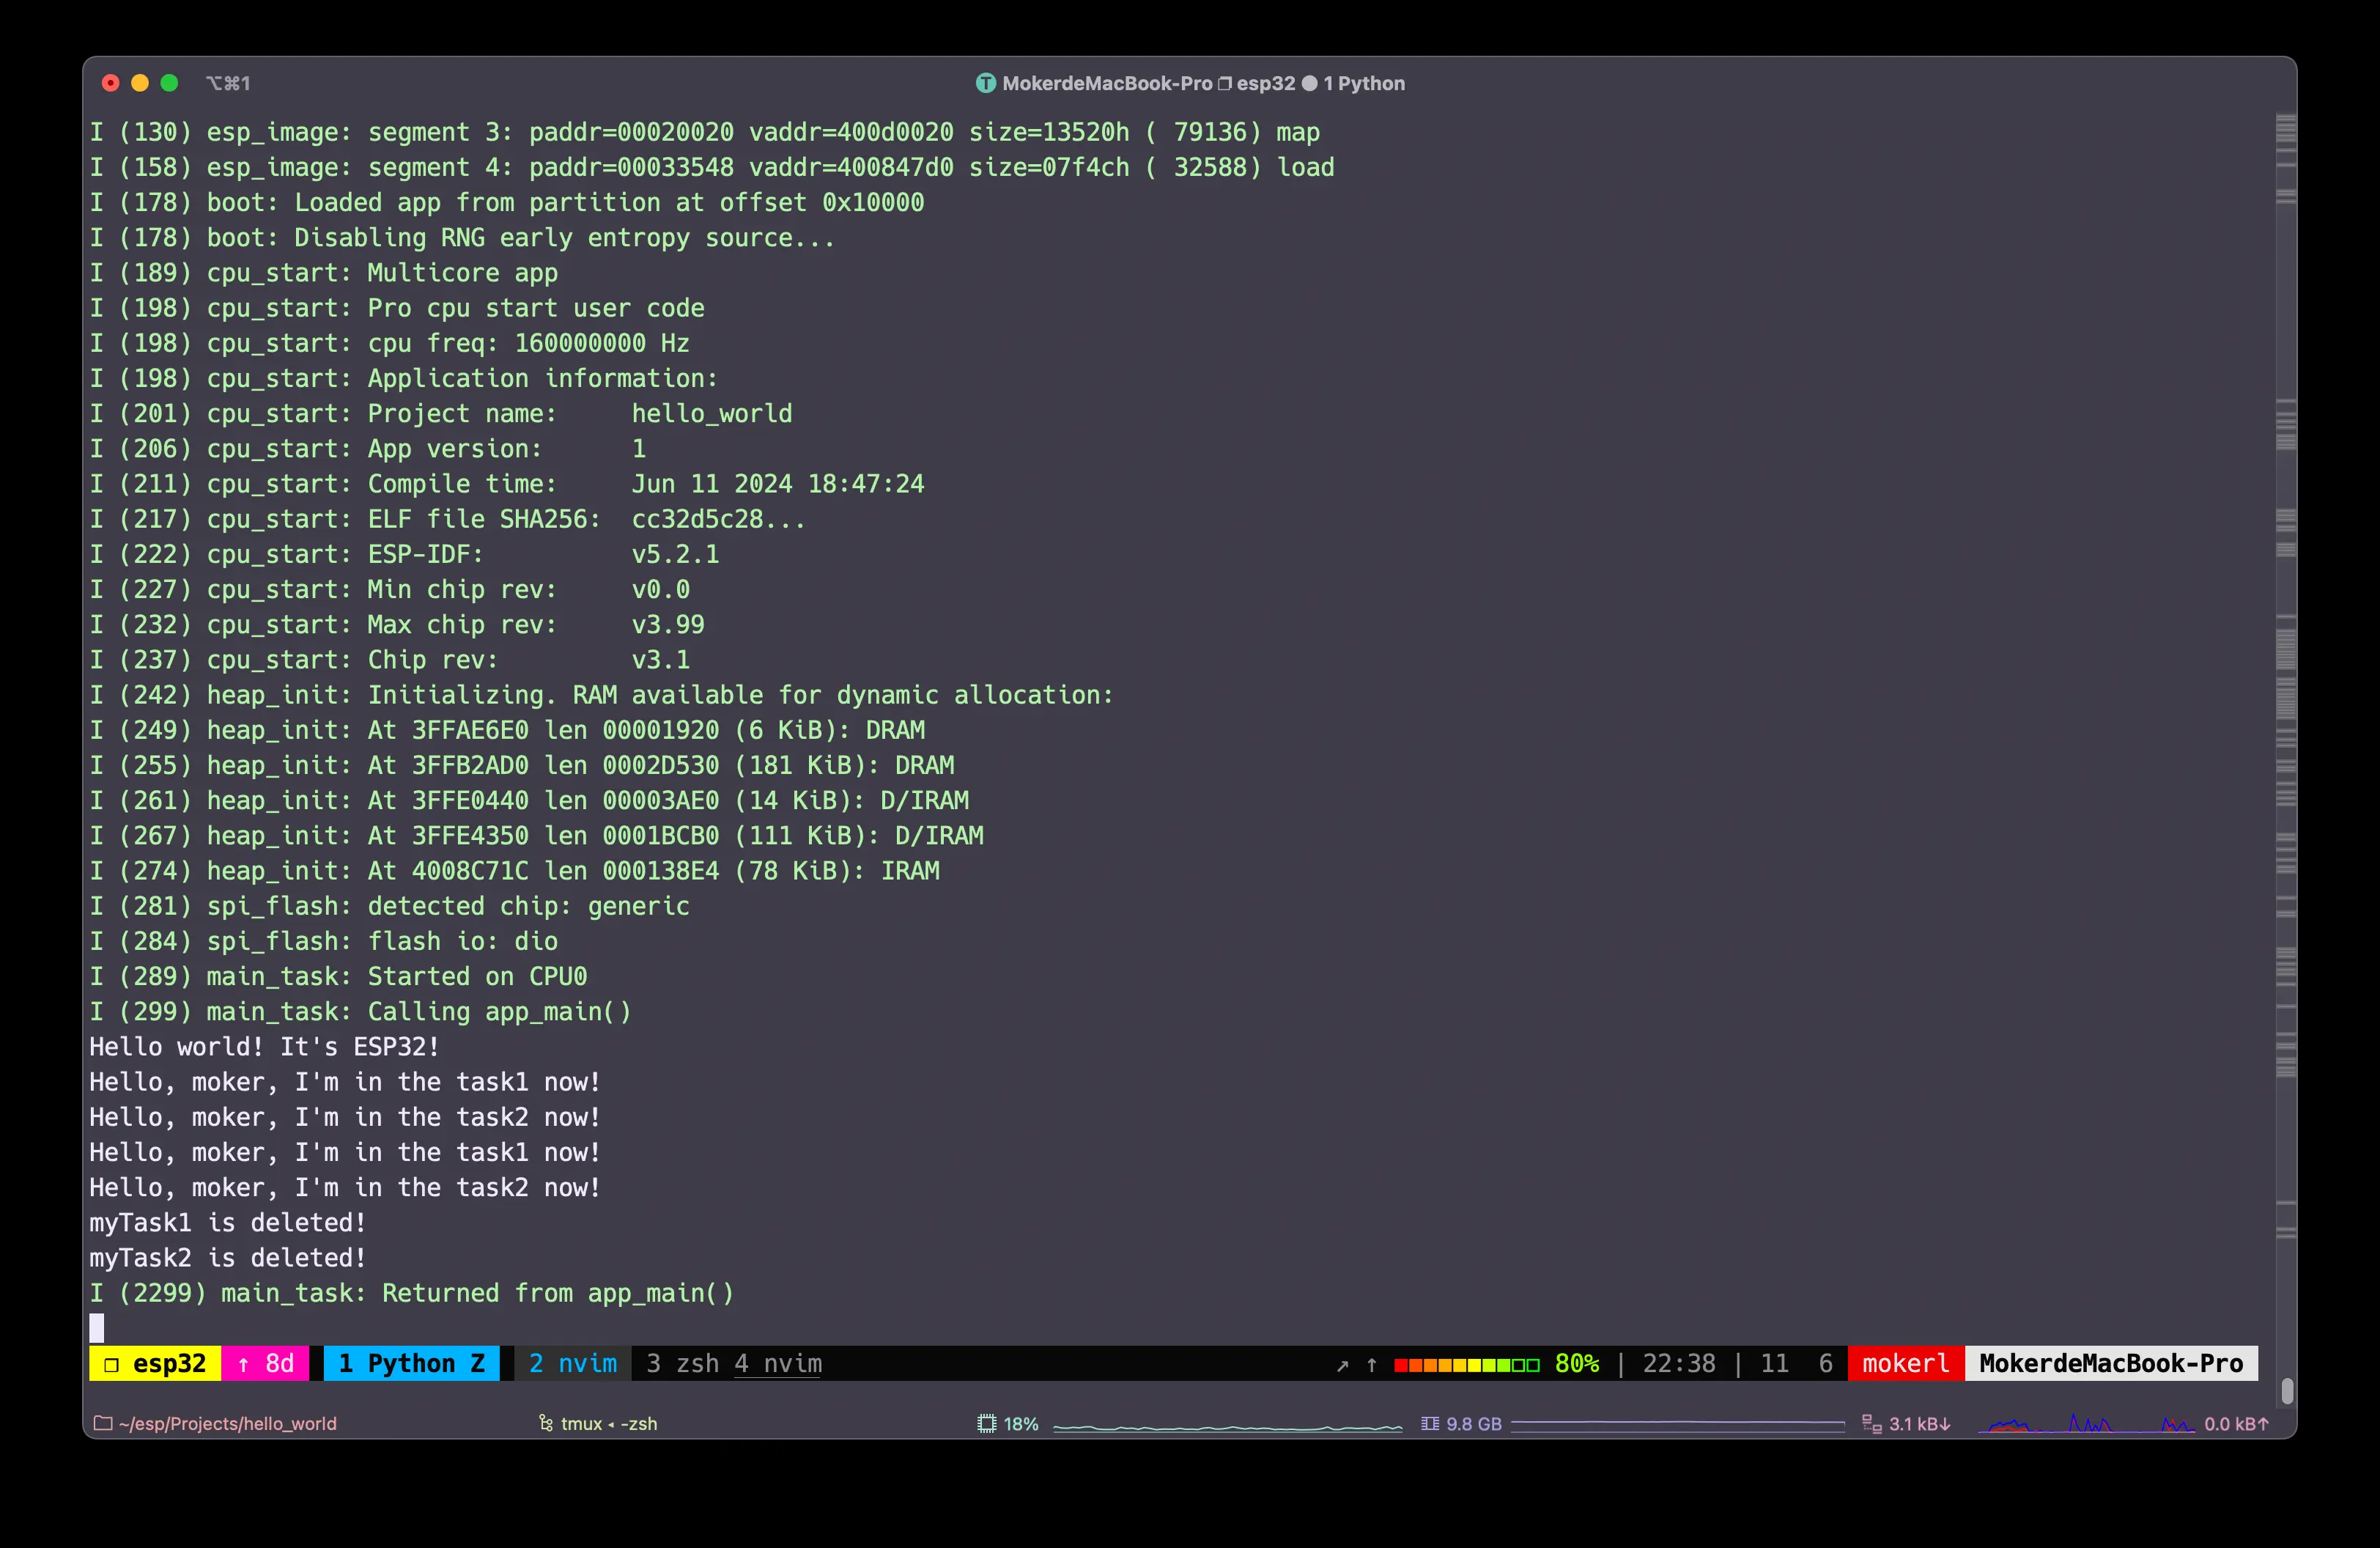 ⌥⌘1
MokerdeMacBook-Pro ❐ esp32 ● 1 Python
I (130) esp_image: segment 3: paddr=00020020 vaddr=400d0020 size=13520h ( 79136) map
I (158) esp_image: segment 4: paddr=00033548 vaddr=400847d0 size=07f4ch ( 32588) load
I (178) boot: Loaded app from partition at offset 0x10000
I (178) boot: Disabling RNG early entropy source...
I (189) cpu_start: Multicore app
I (198) cpu_start: Pro cpu start user code
I (198) cpu_start: cpu freq: 160000000 Hz
I (198) cpu_start: Application information:
I (201) cpu_start: Project name:     hello_world
I (206) cpu_start: App version:      1
I (211) cpu_start: Compile time:     Jun 11 2024 18:47:24
I (217) cpu_start: ELF file SHA256:  cc32d5c28...
I (222) cpu_start: ESP-IDF:          v5.2.1
I (227) cpu_start: Min chip rev:     v0.0
I (232) cpu_start: Max chip rev:     v3.99
I (237) cpu_start: Chip rev:         v3.1
I (242) heap_init: Initializing. RAM available for dynamic allocation:
I (249) heap_init: At 3FFAE6E0 len 00001920 (6 KiB): DRAM
I (255) heap_init: At 3FFB2AD0 len 0002D530 (181 KiB): DRAM
I (261) heap_init: At 3FFE0440 len 00003AE0 (14 KiB): D/IRAM
I (267) heap_init: At 3FFE4350 len 0001BCB0 (111 KiB): D/IRAM
I (274) heap_init: At 4008C71C len 000138E4 (78 KiB): IRAM
I (281) spi_flash: detected chip: generic
I (284) spi_flash: flash io: dio
I (289) main_task: Started on CPU0
I (299) main_task: Calling app_main()
Hello world! It's ESP32!
Hello, moker, I'm in the task1 now!
Hello, moker, I'm in the task2 now!
Hello, moker, I'm in the task1 now!
Hello, moker, I'm in the task2 now!
myTask1 is deleted!
myTask2 is deleted!
I (2299) main_task: Returned from app_main()
❐ esp32 ↑ 8d 1 Python Z 2 nvim 3 zsh 4 nvim ↗ ↑ 80% | 22:38 | 11 6 mokerl MokerdeMacBook-Pro
~/esp/Projects/hello_world tmux ◂ -zsh 18% 9.8 GB 3.1 kB↓ 0.0 kB↑